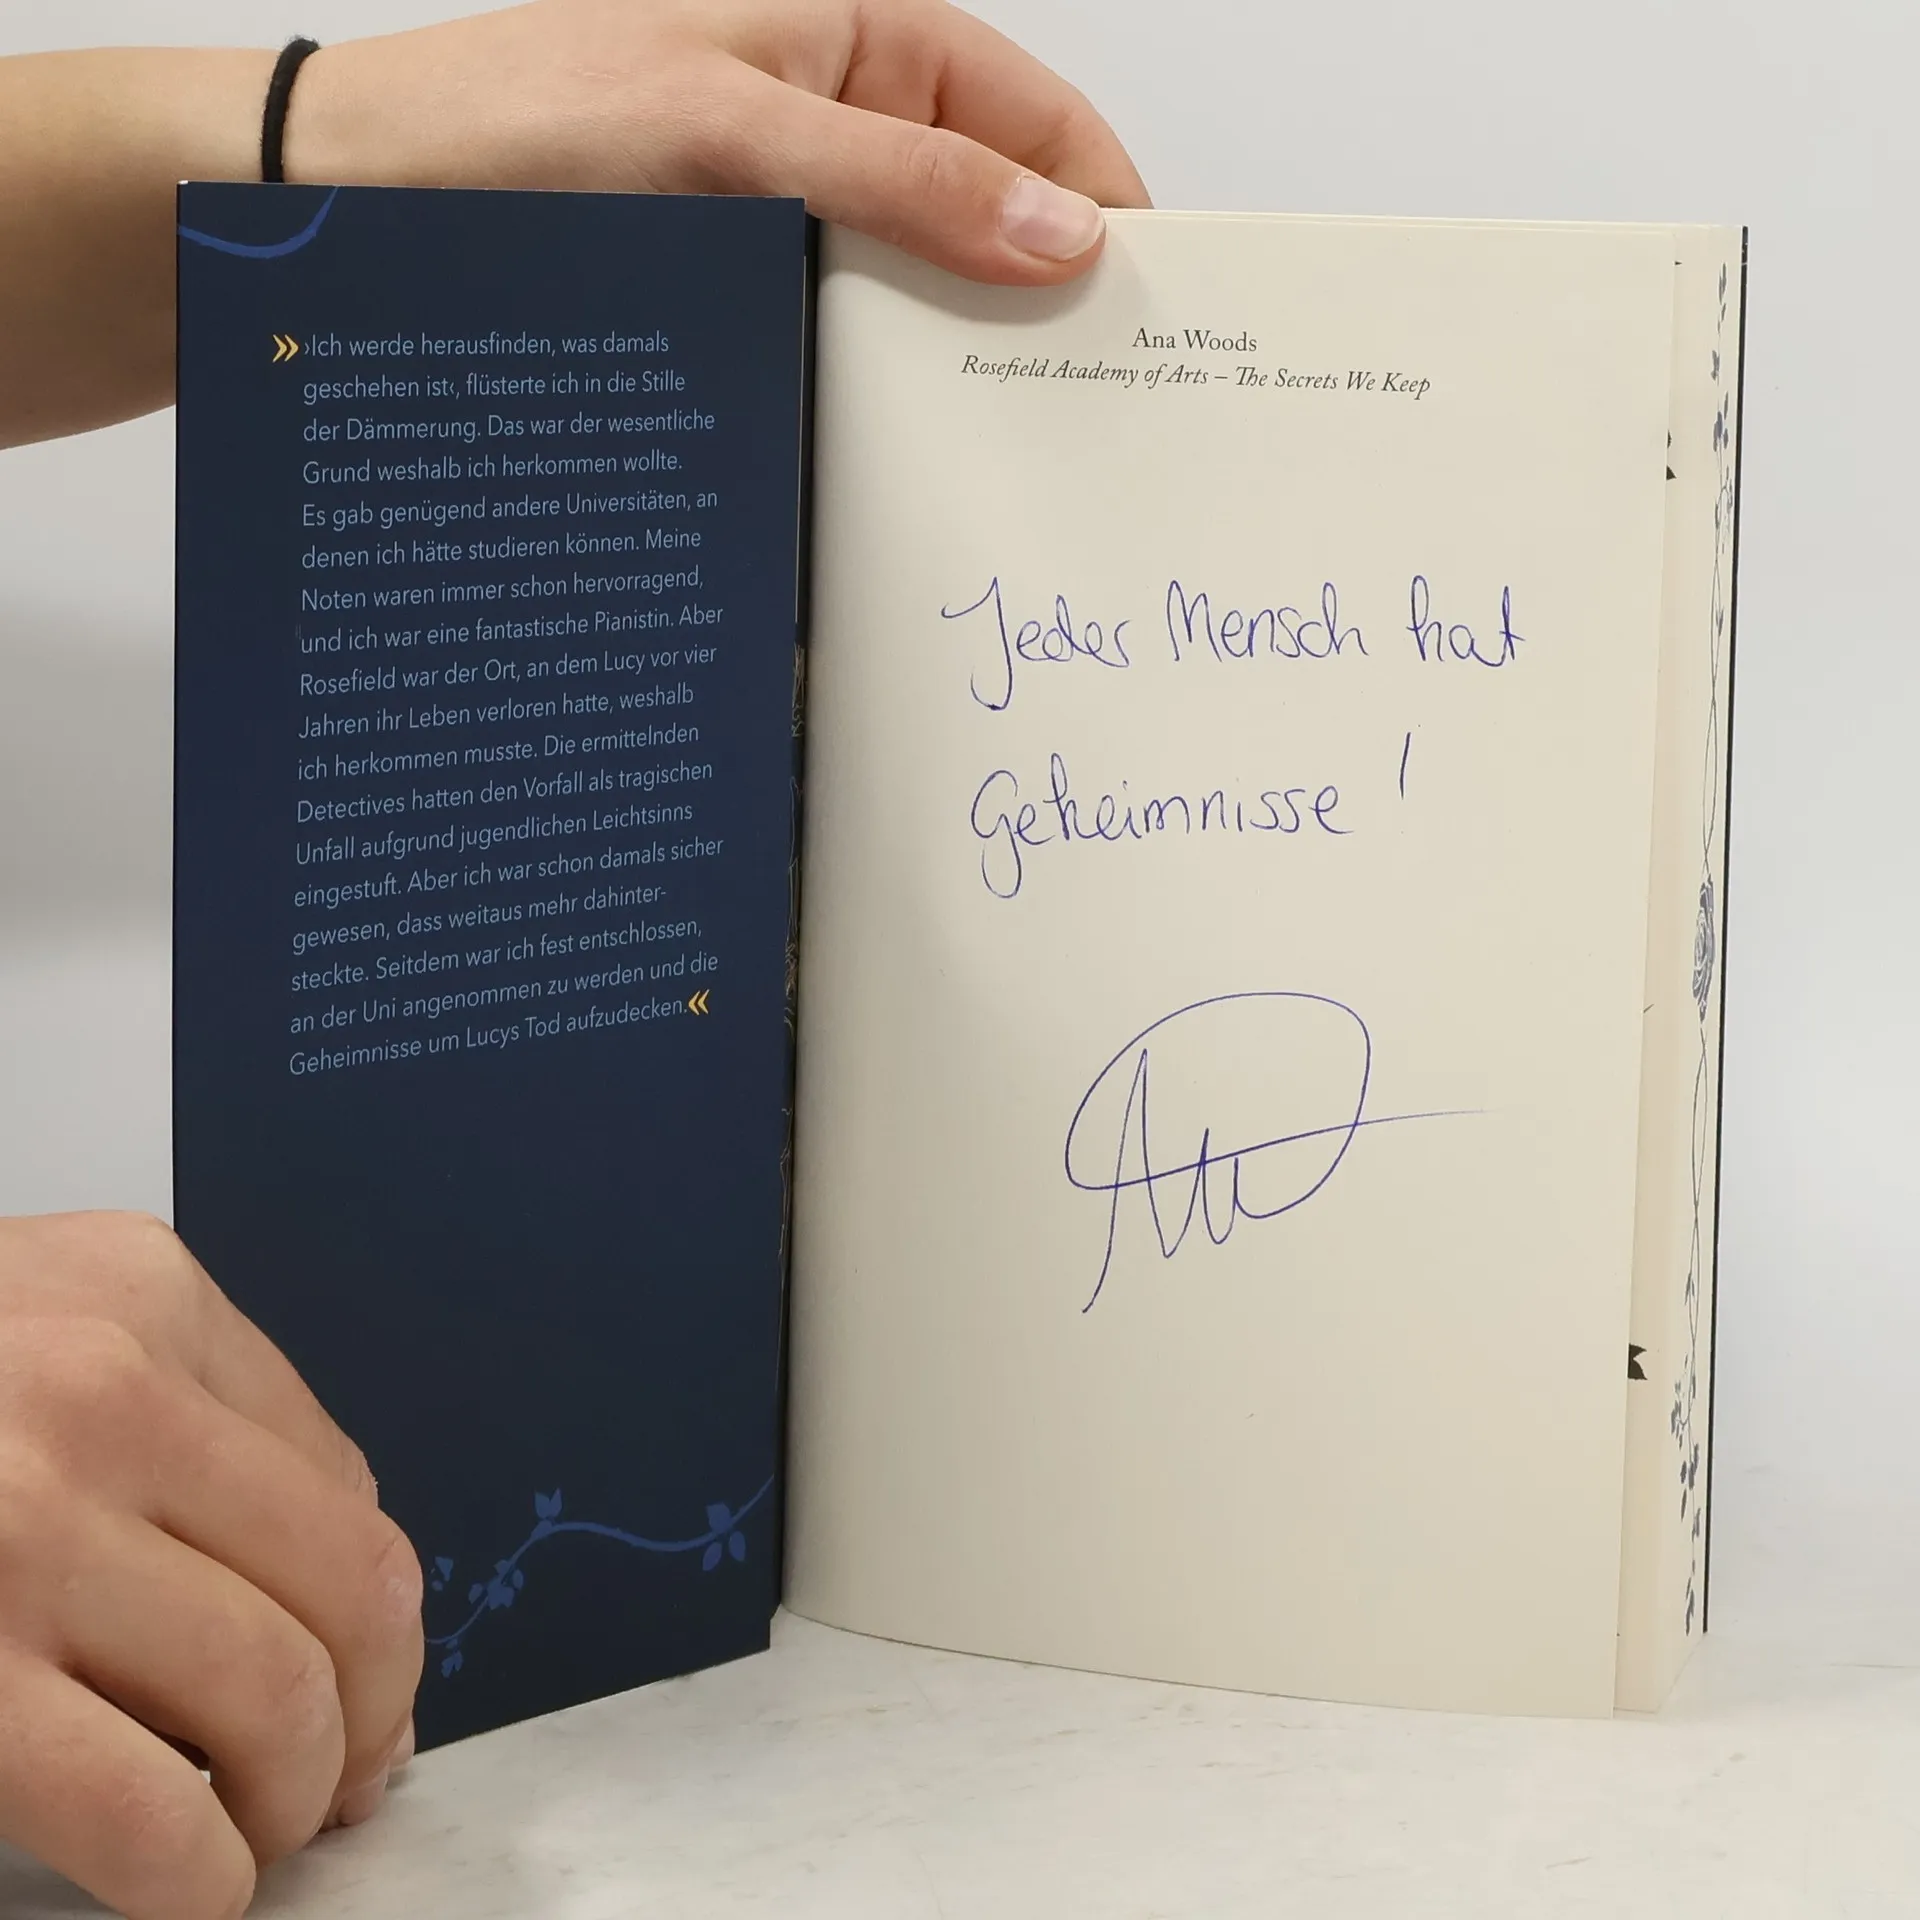 »›Ich werde herausfinden, was damals
geschehen ist‹, flüsterte ich in die Stille
der Dämmerung. Das war der wesentliche
Grund weshalb ich herkommen wollte.
Es gab genügend andere Universitäten, an
denen ich hätte studieren können. Meine
Noten waren immer schon hervorragend,
und ich war eine fantastische Pianistin. Aber
Rosefield war der Ort, an dem Lucy vor vier
Jahren ihr Leben verloren hatte, weshalb
ich herkommen musste. Die ermittelnden
Detectives hatten den Vorfall als tragischen
Unfall aufgrund jugendlichen Leichtsinns
eingestuft. Aber ich war schon damals sicher
gewesen, dass weitaus mehr dahinter-
steckte. Seitdem war ich fest entschlossen,
an der Uni angenommen zu werden und die
Geheimnisse um Lucys Tod aufzudecken.«
Ana Woods
Rosefield Academy of Arts – The Secrets We Keep
Jeder Mensch hat
Geheimnisse!